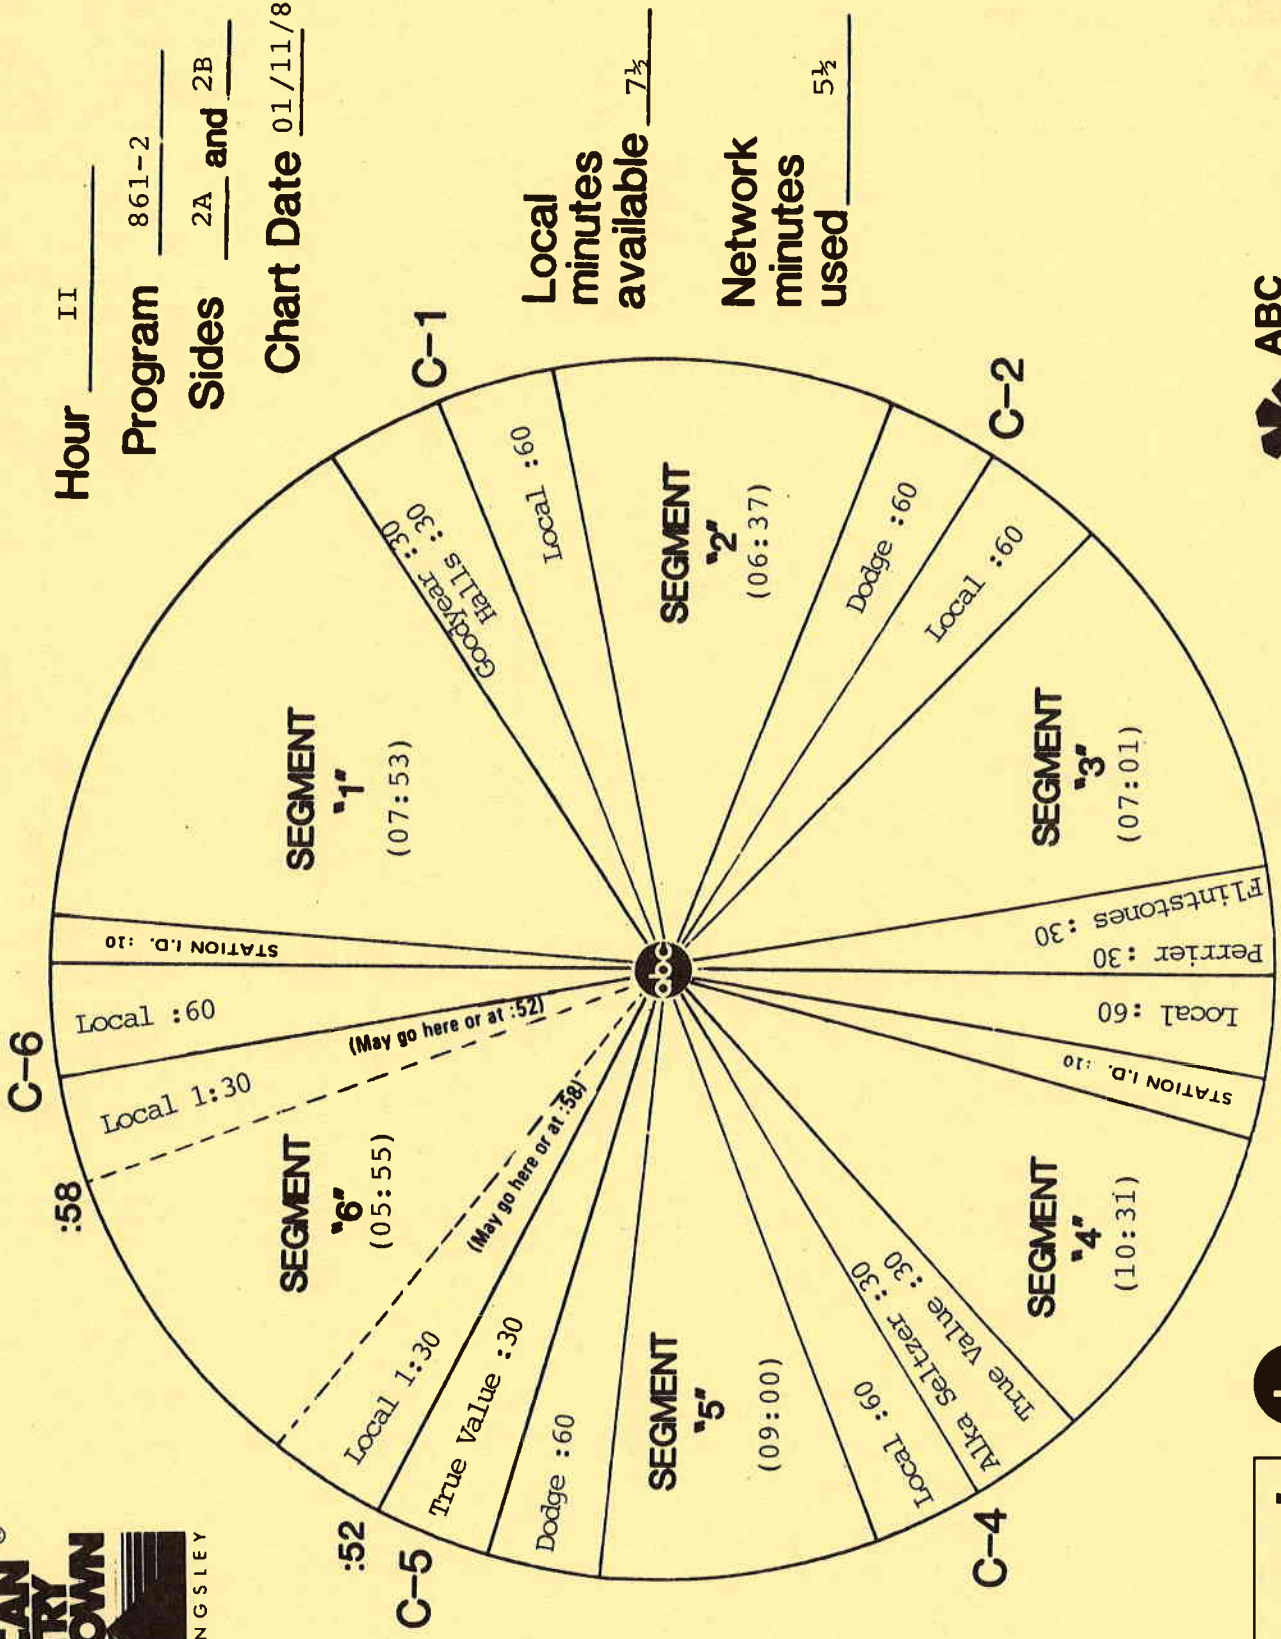 Hour II
Program 861-2
Sides 2A and 2B
Chart Date 01/11/8
Local
minutes
available 7½
Network
minutes
used 5½
ABC
C-1
C-2
C-4
:52
C-5
:58
C-6
SEGMENT
"1"
(07:53)
Goodyear :30
Halls :30
Local :60
SEGMENT
"2"
(06:37)
Dodge :60
Local :60
SEGMENT
"3"
(07:01)
Flintstones :30
Perrier :30
Local :60
STATION I.D. :10
SEGMENT
"4"
(10:31)
True Value :30
Alka Seltzer :30
Local :60
SEGMENT
"5"
(09:00)
Dodge :60
True Value :30
Local 1:30
(May go here or at :58)
SEGMENT
"6"
(05:55)
(May go here or at :52)
Local 1:30
Local :60
STATION I.D. :10
abc
CAN
TRY
OWN
NGSLEY